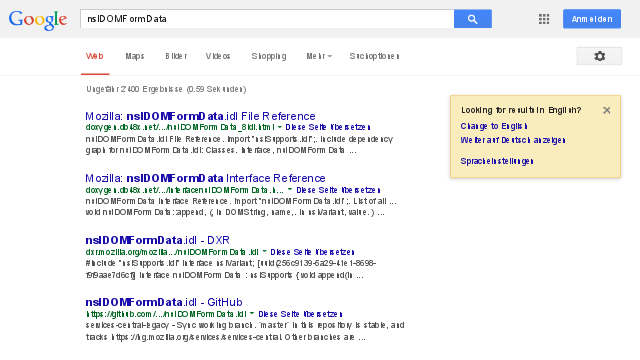 Google
nsIDOMFormData
Anmelden
Web Maps Bilder Videos Shopping Mehr Suchoptionen
Ungefähr 2'400 Ergebnisse (0.59 Sekunden)
Looking for results in English?
Change to English
Weiter auf Deutsch anzeigen
Spracheinstellungen
Mozilla: nsIDOMFormData.idl File Reference
doxygen.db48x.net/.../nsIDOMFormData_8idl.html Diese Seite übersetzen
nsIDOMFormData.idl File Reference. import "nsISupports.idl";. Include dependency
graph for nsIDOMFormData.idl: Classes. interface, nsIDOMFormData ...
Mozilla: nsIDOMFormData Interface Reference
doxygen.db48x.net/.../interfacensIDOMFormData.h... Diese Seite übersetzen
nsIDOMFormData Interface Reference. import "nsIDOMFormData.idl";. List of all ...
void nsIDOMFormData::append, (, in DOMString, name, . in nsIVariant, value. ) ...
nsIDOMFormData.idl - DXR
dxr.mozilla.org/mozilla.../nsIDOMFormData.idl Diese Seite übersetzen
#include "nsISupports.idl" interface nsIVariant;
interface nsIDOMFormData : nsISupports { void append(in ...
nsIDOMFormData.idl - GitHub
https://github.com/.../nsIDOMFormData.idl Diese Seite übersetzen
services-central-legacy - Sync working branch. "master" in this repository is stable, and
tracks https://hg.mozilla.org/services/services-central. Other branches are ...